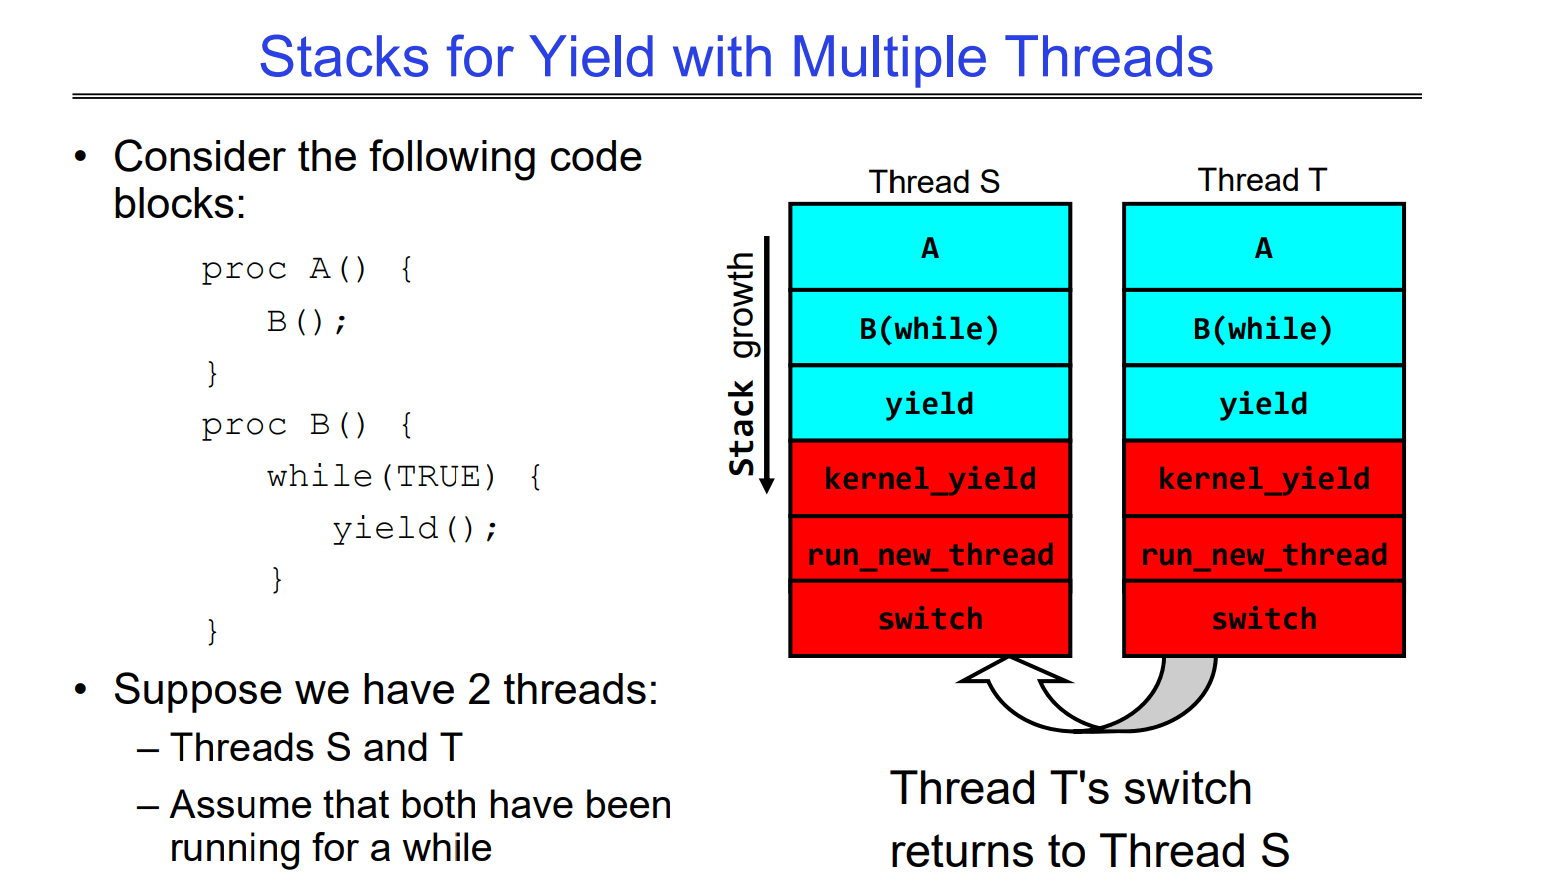 Stacks for Yield with Multiple Threads
• Consider the following code
blocks:
proc A() {
B();
}
proc B() {
while(TRUE) {
yield();
}
}
• Suppose we have 2 threads:
– Threads S and T
– Assume that both have been
running for a while
Stack growth
Thread S
A
B(while)
yield
kernel_yield
run_new_thread
switch
Thread T
A
B(while)
yield
kernel_yield
run_new_thread
switch
Thread T's switch
returns to Thread S